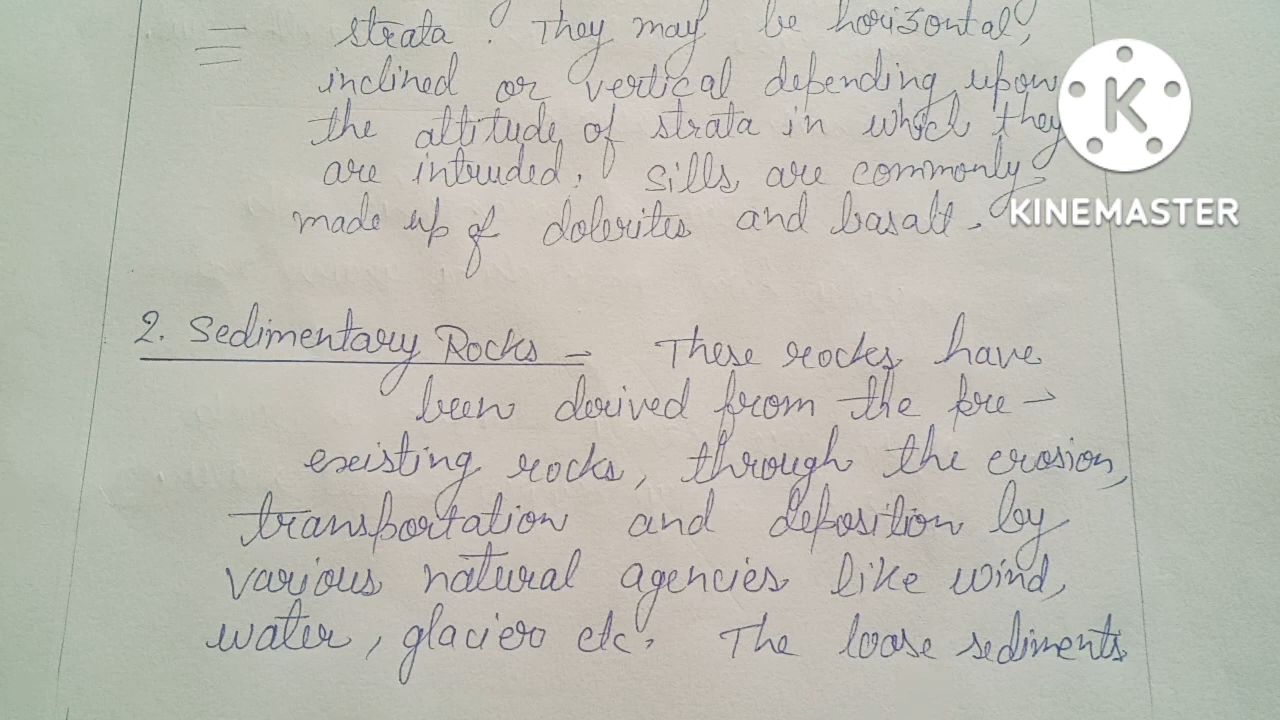 strata. They may be horizontal,
inclined or vertical depending upon
the altitude of strata in which they
are intruded. Sills are commonly
made up of dolerites and basalt.
K
KINEMASTER
2. Sedimentary Rocks - These rocks have
been derived from the pre-
existing rocks, through the erosion,
transportation and deposition by
various natural agencies like wind,
water, glacier etc. The loose sediments